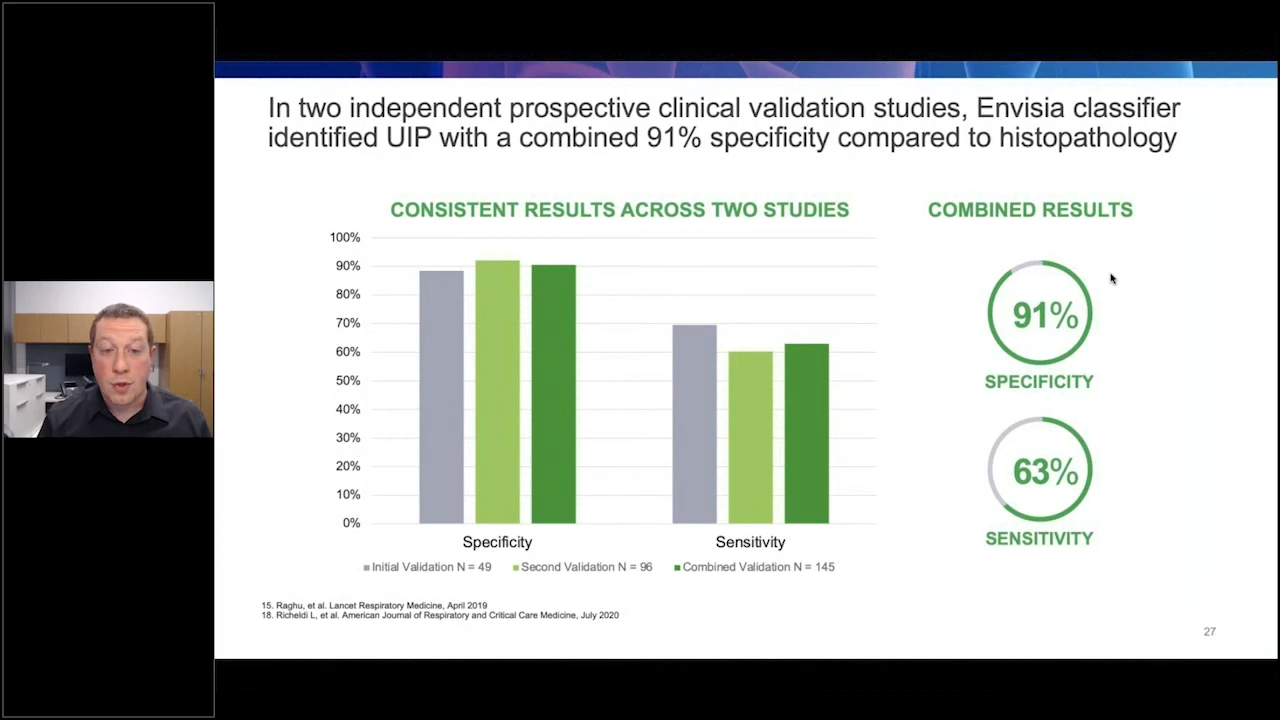 In two independent prospective clinical validation studies, Envisia classifier
identified UIP with a combined 91% specificity compared to histopathology
CONSISTENT RESULTS ACROSS TWO STUDIES
100%
90%
80%
70%
60%
50%
40%
30%
20%
10%
0%
Specificity
Sensitivity
Initial Validation N = 49
Second Validation N = 96
Combined Validation N = 145
COMBINED RESULTS
91%
SPECIFICITY
63%
SENSITIVITY
15. Raghu, et al. Lancet Respiratory Medicine, April 2019
18. Richeldi L, et al. American Journal of Respiratory and Critical Care Medicine, July 2020
27